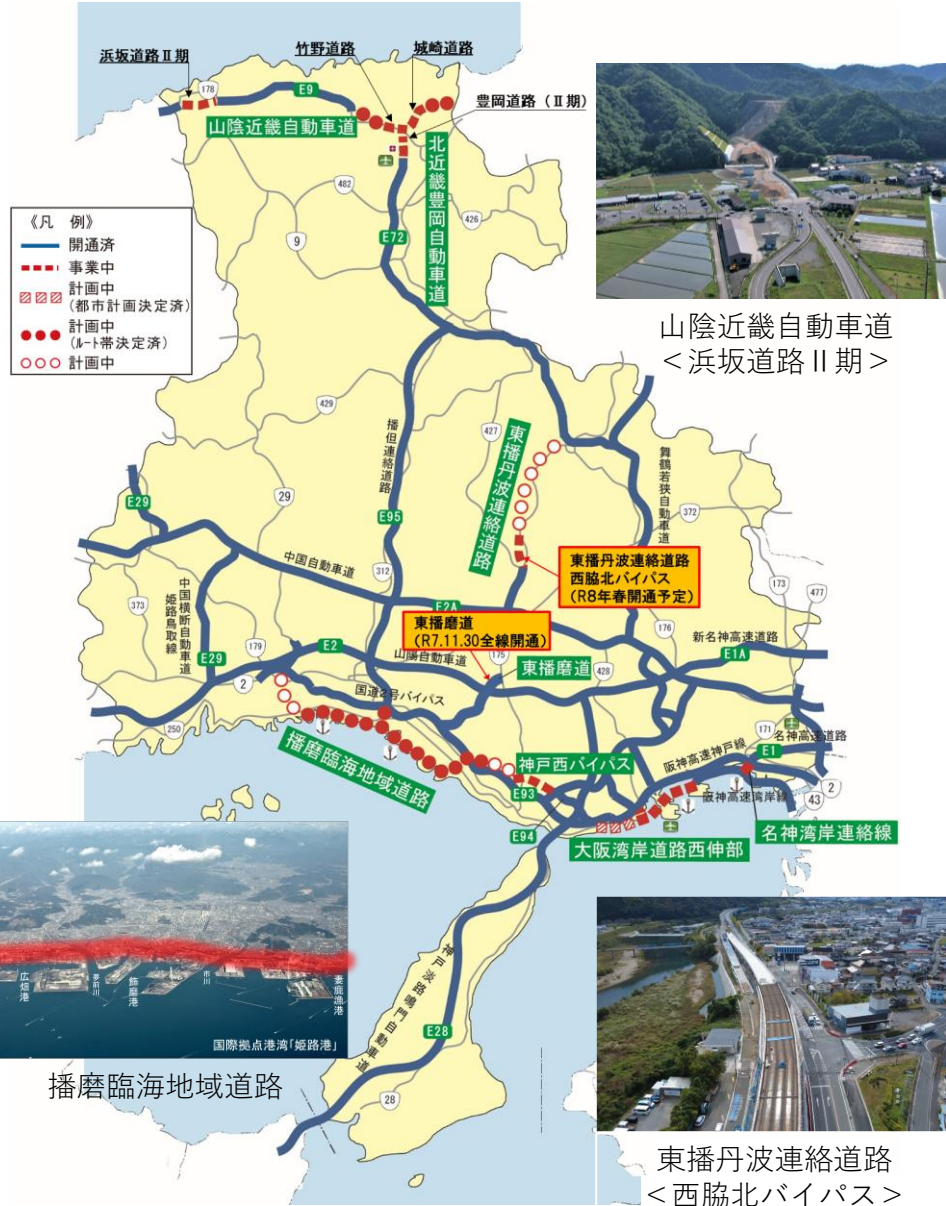 浜坂道路Ⅱ期
竹野道路
城崎道路
豊岡道路（Ⅱ期）
178
E9
山陰近畿自動車道
北近畿豊岡自動車道
482
9
E72
426
《凡　例》
開通済
事業中
計画中
(都市計画決定済)
計画中
(ルート帯決定済)
計画中
山陰近畿自動車道
＜浜坂道路Ⅱ期＞
429
427
播但連絡道路
東播丹波連絡道路
舞鶴若狭自動車道
E29
29
E95
372
中国自動車道
312
東播丹波連絡道路
西脇北バイパス
(R8年春開通予定)
173
477
373
中国横断自動車道
姫路鳥取線
E2A
東播磨道
(R7.11.30全線開通)
176
新名神高速道路
E1A
179
E29
E2
山陽自動車道
175
東播磨道
428
2
国道2号バイパス
250
171
名神高速道路
E1
播磨臨海地域道路
神戸西バイパス
阪神高速神戸線
E93
阪神高速湾岸線
2
43
E94
大阪湾岸道路西伸部
名神湾岸連絡線
広畑港
夢前川
飾磨港
市川
妻鹿漁港
国際拠点港湾「姫路港」
播磨臨海地域道路
神戸淡路鳴門自動車道
E28
28
東播丹波連絡道路
＜西脇北バイパス＞